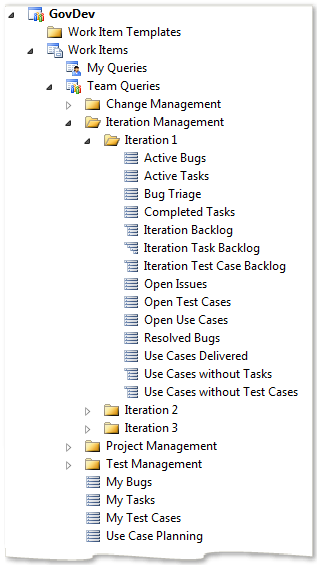 GovDev
Work Item Templates
Work Items
My Queries
Team Queries
Change Management
Iteration Management
Iteration 1
Active Bugs
Active Tasks
Bug Triage
Completed Tasks
Iteration Backlog
Iteration Task Backlog
Iteration Test Case Backlog
Open Issues
Open Test Cases
Open Use Cases
Resolved Bugs
Use Cases Delivered
Use Cases without Tasks
Use Cases without Test Cases
Iteration 2
Iteration 3
Project Management
Test Management
My Bugs
My Tasks
My Test Cases
Use Case Planning